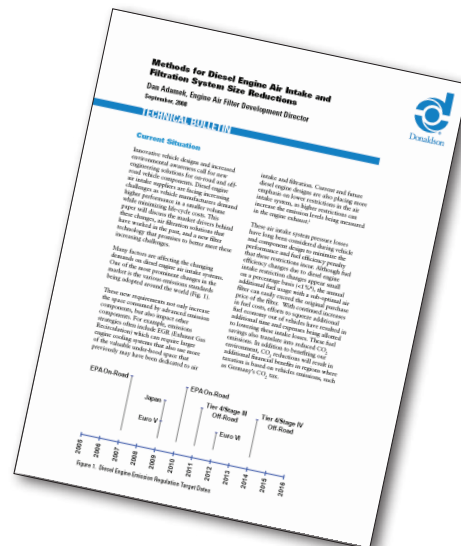 Methods for Diesel Engine Air Intake and
Filtration System Size Reductions
Dan Adamek, Engine Air Filter Development Director
September, 2008
Donaldson
TECHNICAL BULLETIN
Current Situation
Innovative vehicle designs and increased
environmental awareness call for new
engineering solutions for on-road and off-
road vehicle components. Diesel engine
air intake suppliers are facing increasing
challenges as vehicle manufacturers demand
higher performance in a smaller volume
while minimizing life-cycle costs. This
paper will discuss the market drivers behind
these changes, air filtration solutions that
have worked in the past, and a new filter
technology that promises to better meet these
increasing challenges.
Many factors are affecting the changing
demands on diesel engine air intake systems.
One of the most prominent changes in the
market is the various emissions standards
being adopted around the world (Fig. 1).
These new requirements not only increase
the space consumed by advanced emission
components, but also impact other
components. For example, emissions
strategies often include EGR (Exhaust Gas
Recirculation) which can require larger
engine cooling systems that also use more
of the valuable under-hood space that
previously may have been dedicated to air
intake and filtration. Current and future
diesel engine designs are also placing more
emphasis on lower restrictions in the air
intake system, as higher restrictions can
increase the emission levels being measured
in the engine exhaust.
These air intake system pressure losses
have long been considered during vehicle
and component design to minimize the
performance and fuel efficiency penalty
that these restrictions incur. Although fuel
efficiency changes due to diesel engine
intake restriction changes appear small
on a percentage basis (<1%), the annual
additional fuel usage with a sub-optimal air
filter can easily exceed the original purchase
price of the filter. With continued increases
in fuel costs, efforts to squeeze additional
fuel economy out of vehicles have resulted in
additional time and expenses being allotted
to lowering these intake losses. These fuel
savings also translate into reduced CO2
emissions. In addition to benefiting our
environment, CO2 reductions will result in
additional financial benefits in regions where
taxation is based on vehicles emissions, such
as Germany's CO2 tax.
EPA On-Road
Japan
Euro V
EPA On-Road
Tier 4/Stage III
Off-Road
Euro VI
Tier 4/Stage IV
Off-Road
2005 2006 2007 2008 2009 2010 2011 2012 2013 2014 2015 2016
Figure 1. Diesel Engine Emission Regulation Target Dates